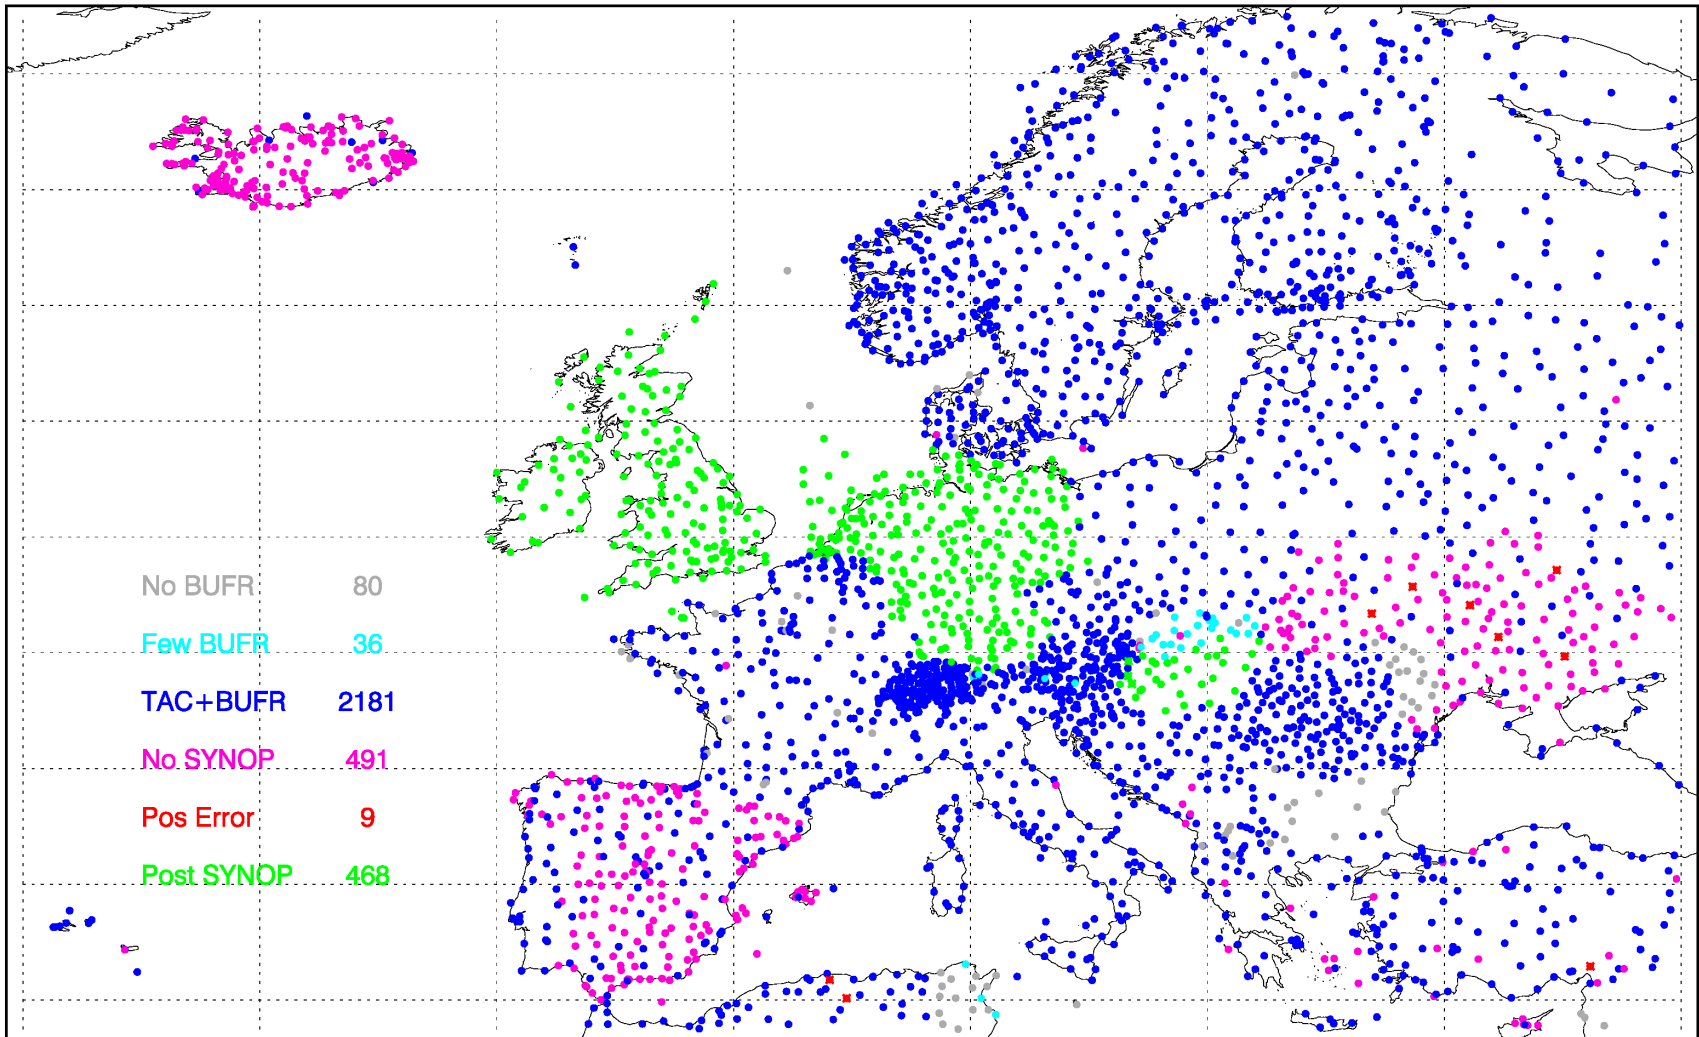 No BUFR 80
Few BUFR 36
TAC+BUFR 2181
No SYNOP 491
Pos Error 9
Post SYNOP 468